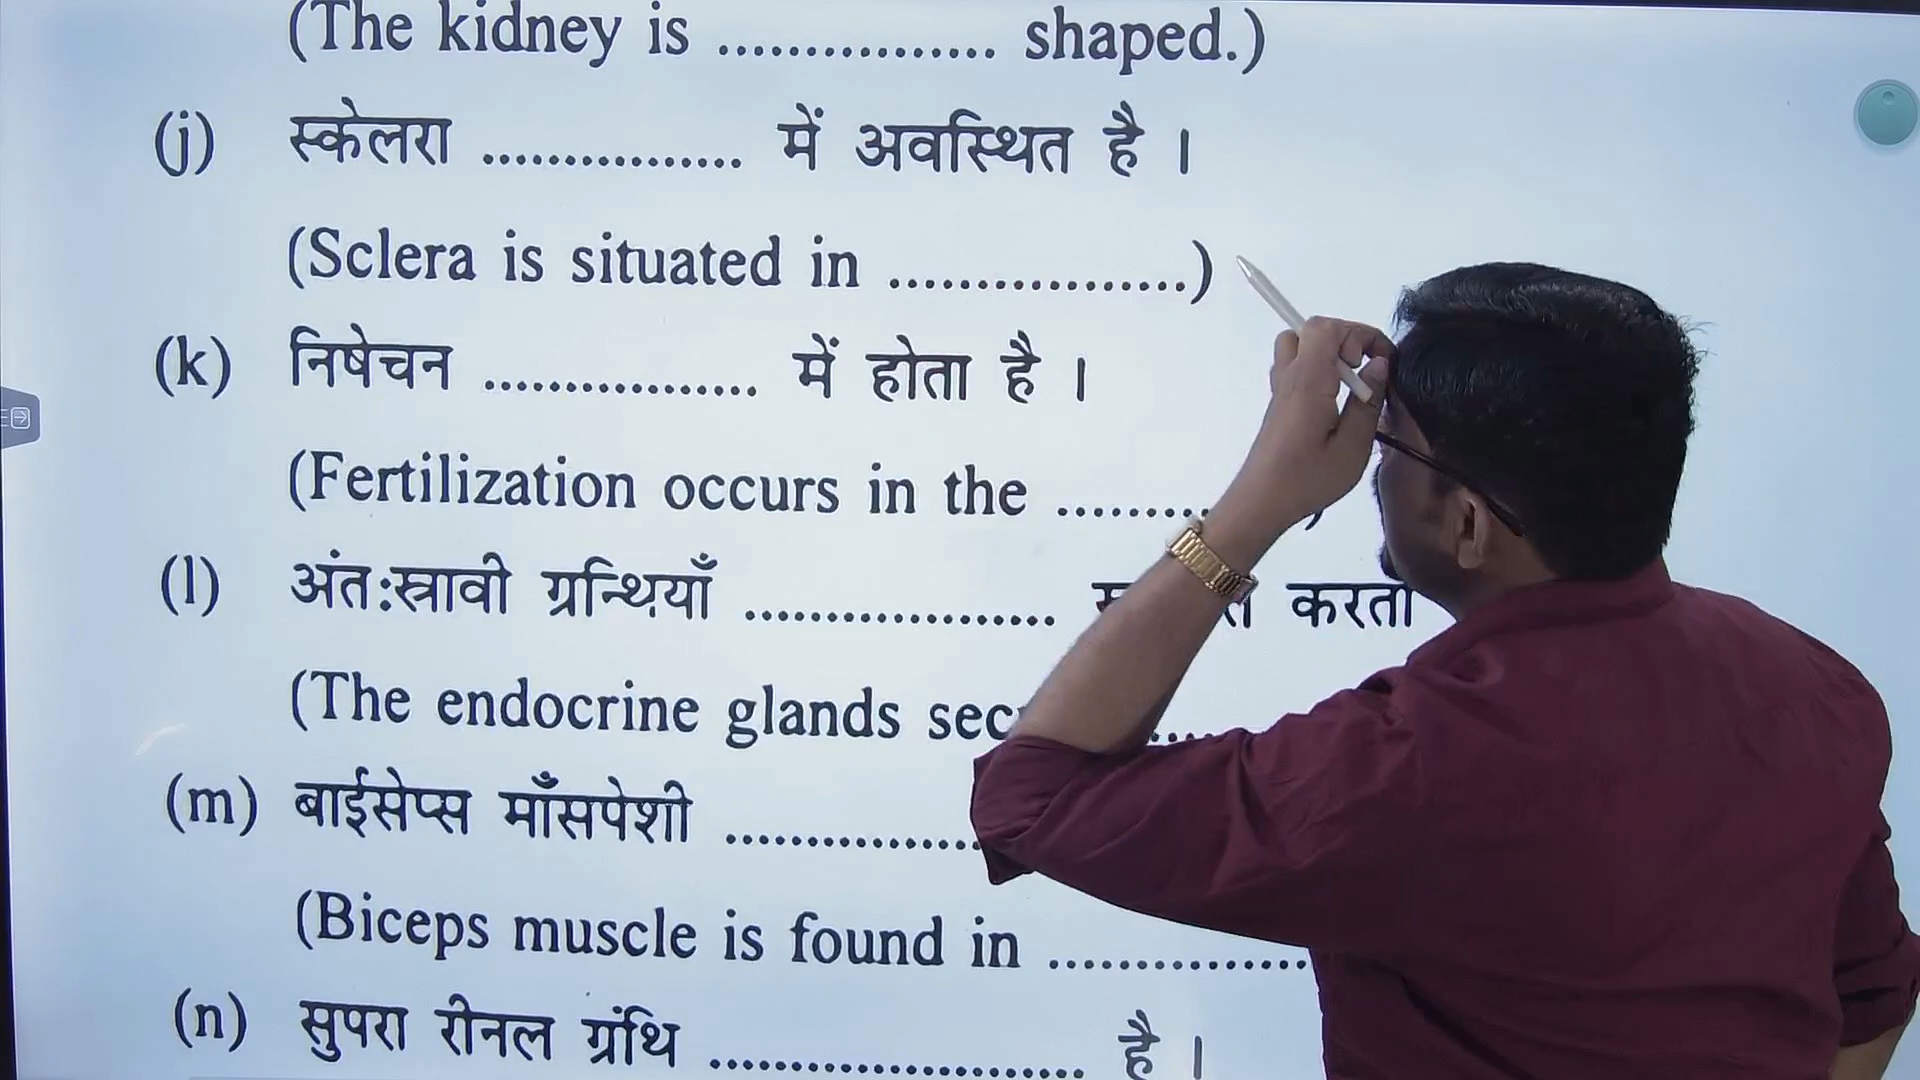 (The kidney is ................ shaped.)
(j) स्केलरा ................ में अवस्थित है ।
(Sclera is situated in .................)
(k) निषेचन ................. में होता है ।
(Fertilization occurs in the .........
(l) अंतःस्रावी ग्रन्थियाँ ................... करता
(The endocrine glands ....
(m) बाईसेप्स माँसपेशी ................
(Biceps muscle is found in ................
(n) सुपरा रीनल ग्रंथि ....................... है ।